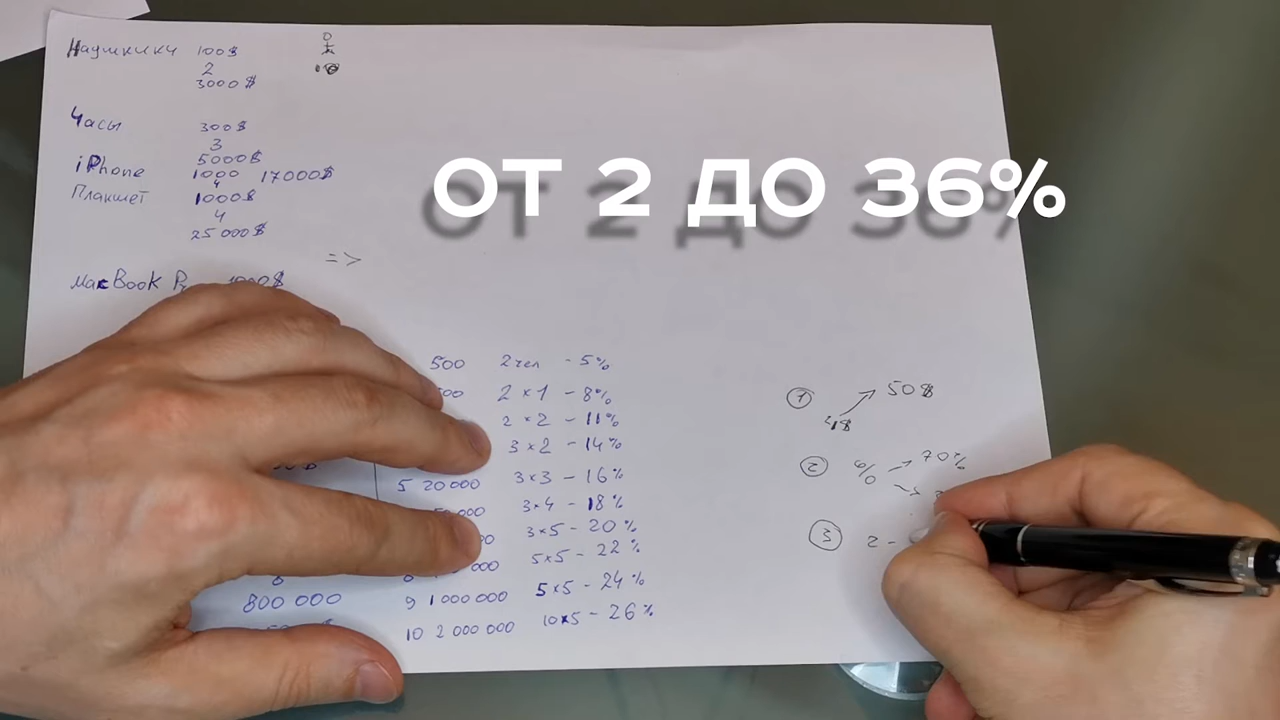 ОТ 2 ДО 36%
Наушники 100$
2
3000$
Часы 300$
3
5000$
iPhone 1000 17000$
4
Планшет 1000$
4
25 000$
=>
MacBook
500 2 чел - 5%
2 × 1 - 8%
2 × 2 - 11%
3 × 2 - 14%
5 20 000 3×3 - 16%
3×4 - 18%
3×5 - 20%
5×5 - 22%
800 000 9 1 000 000 5×5 - 24%
10 2 000 000 10×5 - 26%
1 50$
2 % 70%
3 2 -